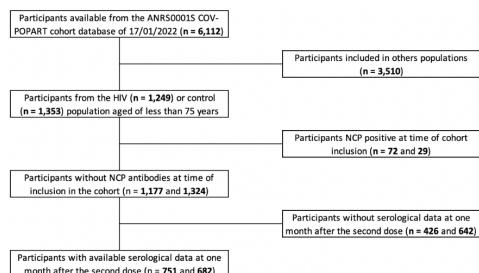 Participants available from the ANRS0001S COV-
POPART cohort database of 17/01/2022 (n = 6,112)
Participants included in others populations
(n = 3,510)
Participants from the HIV (n = 1,249) or control
(n = 1,353) population aged of less than 75 years
Participants NCP positive at time of cohort
inclusion (n = 72 and 29)
Participants without NCP antibodies at time of
inclusion in the cohort (n = 1,177 and 1,324)
Participants without serological data at one
month after the second dose (n = 426 and 642)
Participants with available serological data at one
month after the second dose (n = 751 and 682)